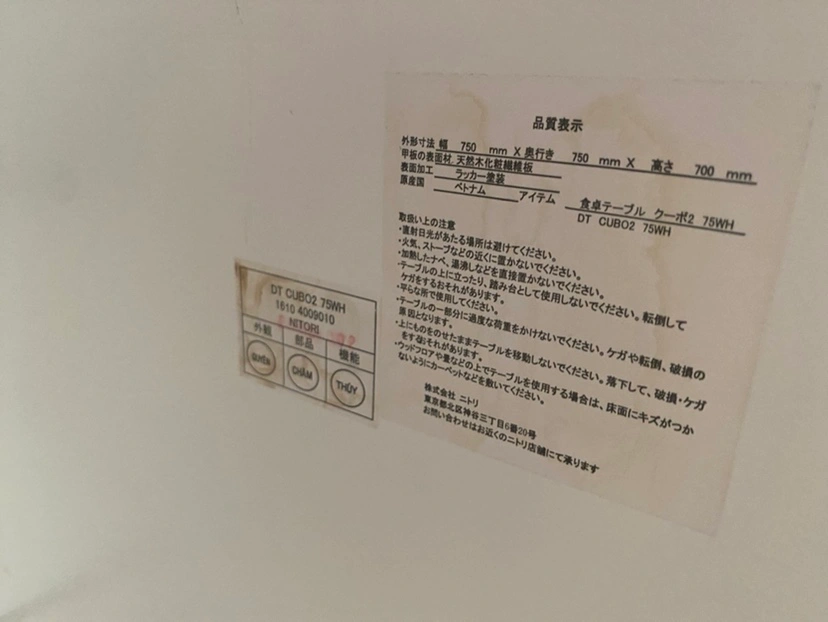 品質表示
外形寸法 幅 750 mm X 奥行き 750 mm X 高さ 700 mm
甲板の表面材 天然木化粧繊維板
表面加工 ラッカー塗装
原産国 ベトナム アイテム 食卓テーブル クーボ2 75WH
DT CUBO2 75WH
取扱い上の注意
・直射日光があたる場所は避けてください。
・火気、ストーブなどの近くに置かないでください。
・加熱したナベ、湯沸しなどを直接置かないでください。
・テーブルの上に立ったり、踏み台として使用しないでください。転倒して
ケガをするおそれがあります。
・平らな所で使用してください。
・テーブルの一部分に過度な荷重をかけないでください。ケガや転倒、破損の
原因となります。
・上にものをのせたままテーブルを移動しないでください。落下して、破損・ケガ
をするおそれがあります。
・ウッドフロアや畳などの上でテーブルを使用する場合は、床面にキズがつか
ないようにカーペットなどを敷いてください。
株式会社 ニトリ
東京都北区神谷三丁目6番20号
お問い合わせはお近くのニトリ店舗にて承ります
DT CUBO2 75WH
1610 4009010
NITORI
外観 部品 機能
CHĂM THÚY